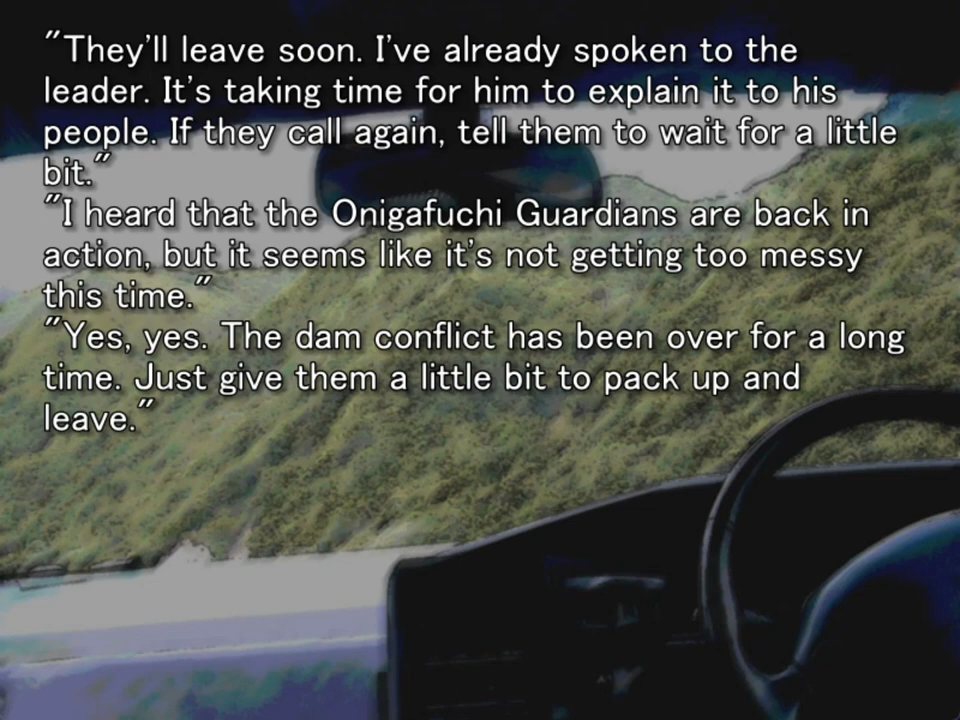 "They'll leave soon. I've already spoken to the
leader. It's taking time for him to explain it to his
people. If they call again, tell them to wait for a little
bit."
"I heard that the Onigafuchi Guardians are back in
action, but it seems like it's not getting too messy
this time."
"Yes, yes. The dam conflict has been over for a long
time. Just give them a little bit to pack up and
leave."